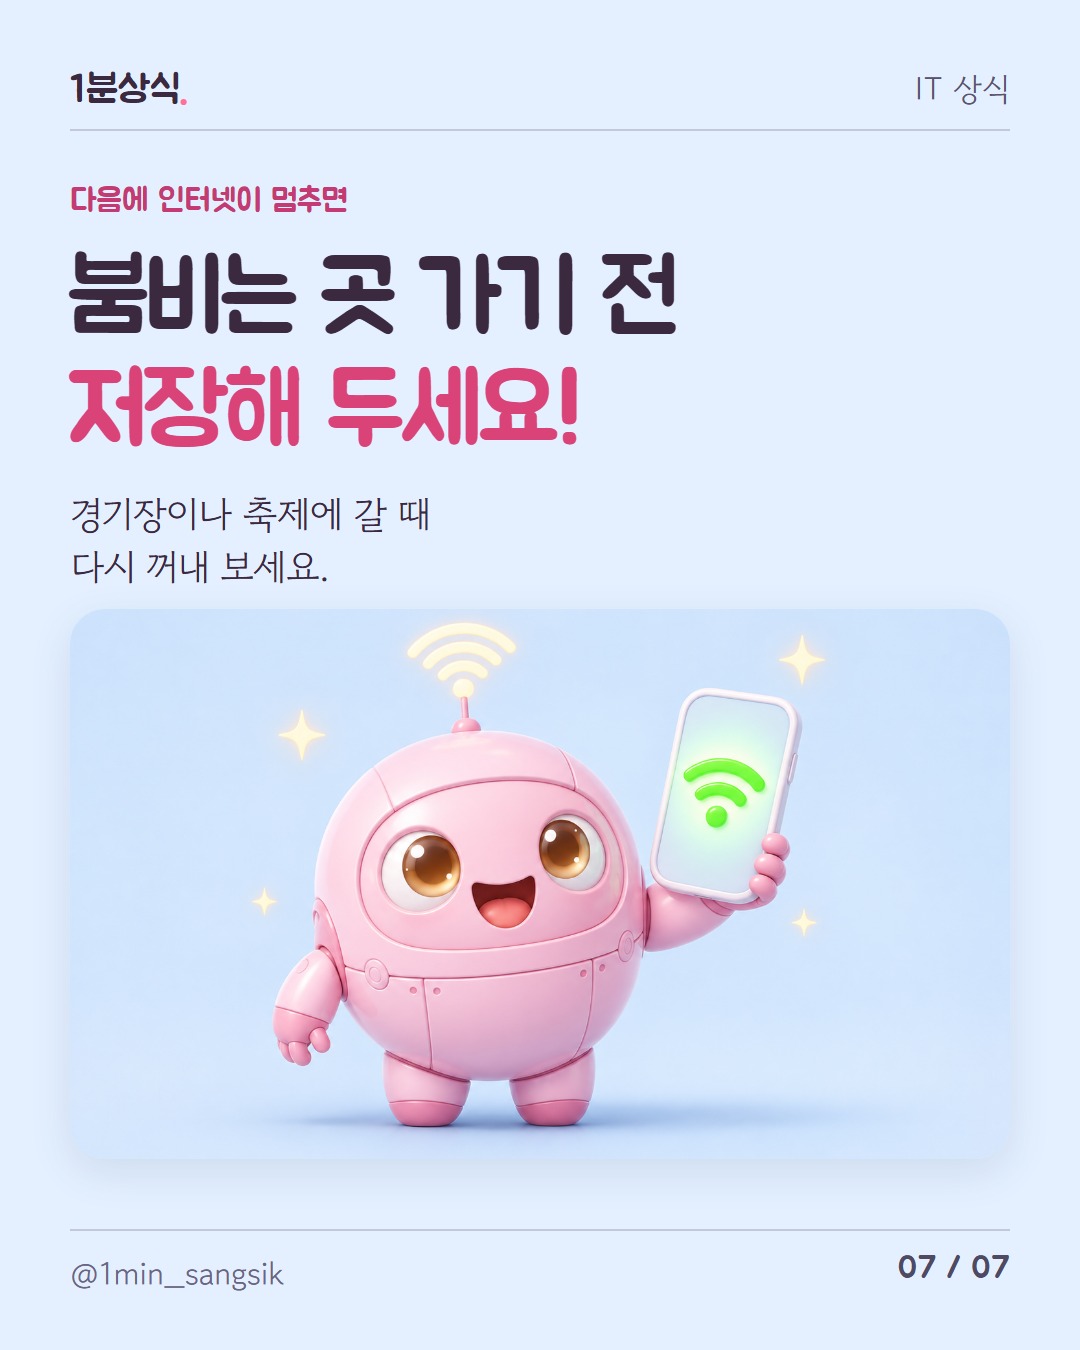 1분상식.
IT 상식
다음에 인터넷이 멈추면
붐비는 곳 가기 전
저장해 두세요!
경기장이나 축제에 갈 때
다시 꺼내 보세요.
@1min_sangsik
07 / 07